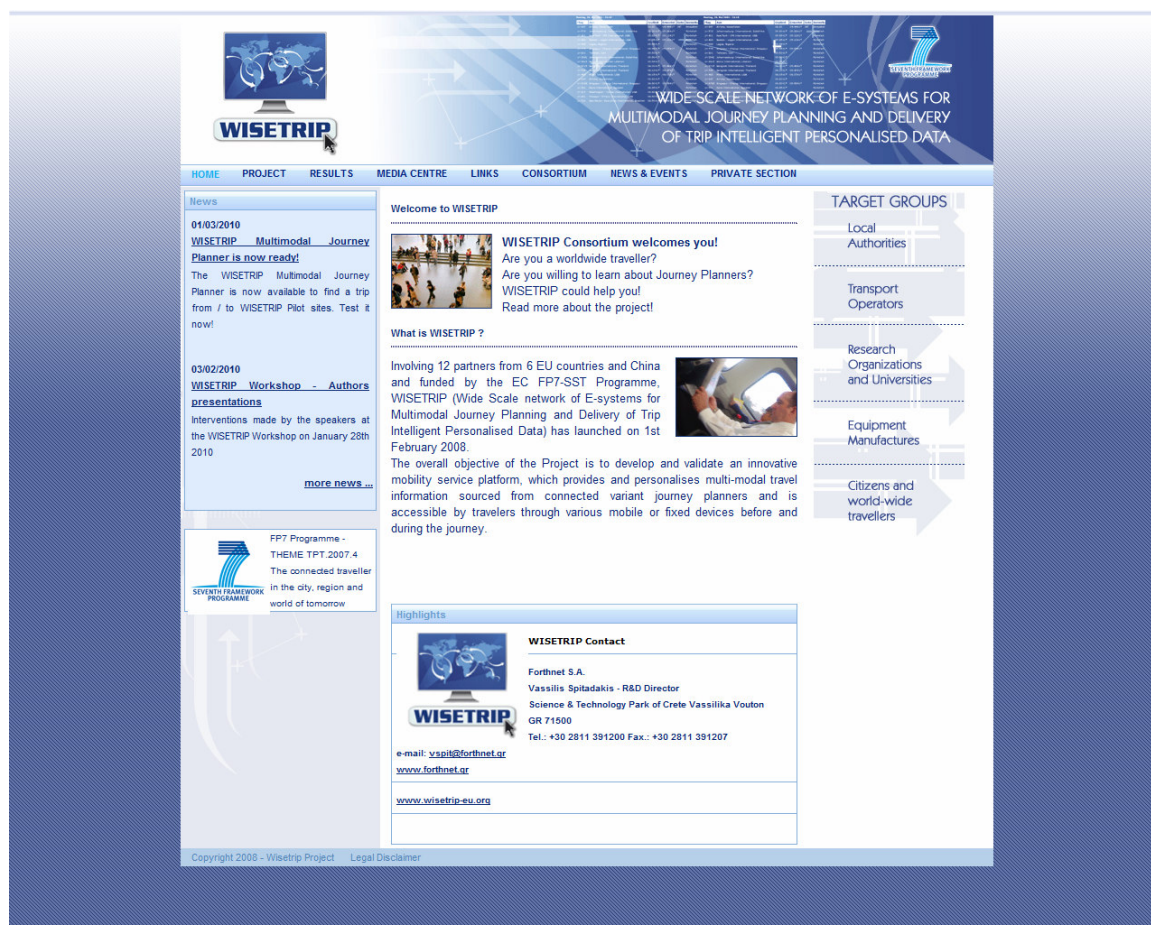 WISETRIP
SEVENTH FRAMEWORK
PROGRAMME
WIDE SCALE NETWORK OF E-SYSTEMS FOR
MULTIMODAL JOURNEY PLANNING AND DELIVERY
OF TRIP INTELLIGENT PERSONALISED DATA
HOME PROJECT RESULTS MEDIA CENTRE LINKS CONSORTIUM NEWS & EVENTS PRIVATE SECTION
News
01/03/2010
WISETRIP Multimodal Journey
Planner is now ready!
The WISETRIP Multimodal Journey
Planner is now available to find a trip
from / to WISETRIP Pilot sites. Test it
now!
03/02/2010
WISETRIP Workshop - Authors
presentations
Interventions made by the speakers at
the WISETRIP Workshop on January 28th
2010
more news ...
SEVENTH FRAMEWORK
PROGRAMME
FP7 Programme -
THEME TPT.2007.4
The connected traveller
in the city, region and
world of tomorrow
Welcome to WISETRIP
WISETRIP Consortium welcomes you!
Are you a worldwide traveller?
Are you willing to learn about Journey Planners?
WISETRIP could help you!
Read more about the project!
What is WISETRIP ?
Involving 12 partners from 6 EU countries and China
and funded by the EC FP7-SST Programme,
WISETRIP (Wide Scale network of E-systems for
Multimodal Journey Planning and Delivery of Trip
Intelligent Personalised Data) has launched on 1st
February 2008.
The overall objective of the Project is to develop and validate an innovative
mobility service platform, which provides and personalises multi-modal travel
information sourced from connected variant journey planners and is
accessible by travelers through various mobile or fixed devices before and
during the journey.
Highlights
WISETRIP
WISETRIP Contact
Forthnet S.A.
Vassilis Spitadakis - R&D Director
Science & Technology Park of Crete Vassilika Vouton
GR 71500
Tel.: +30 2811 391200 Fax.: +30 2811 391207
e-mail: vspit@forthnet.gr
www.forthnet.gr
www.wisetrip-eu.org
TARGET GROUPS
Local
Authorities
Transport
Operators
Research
Organizations
and Universities
Equipment
Manufactures
Citizens and
world-wide
travellers
Copyright 2008 - Wisetrip Project Legal Disclaimer